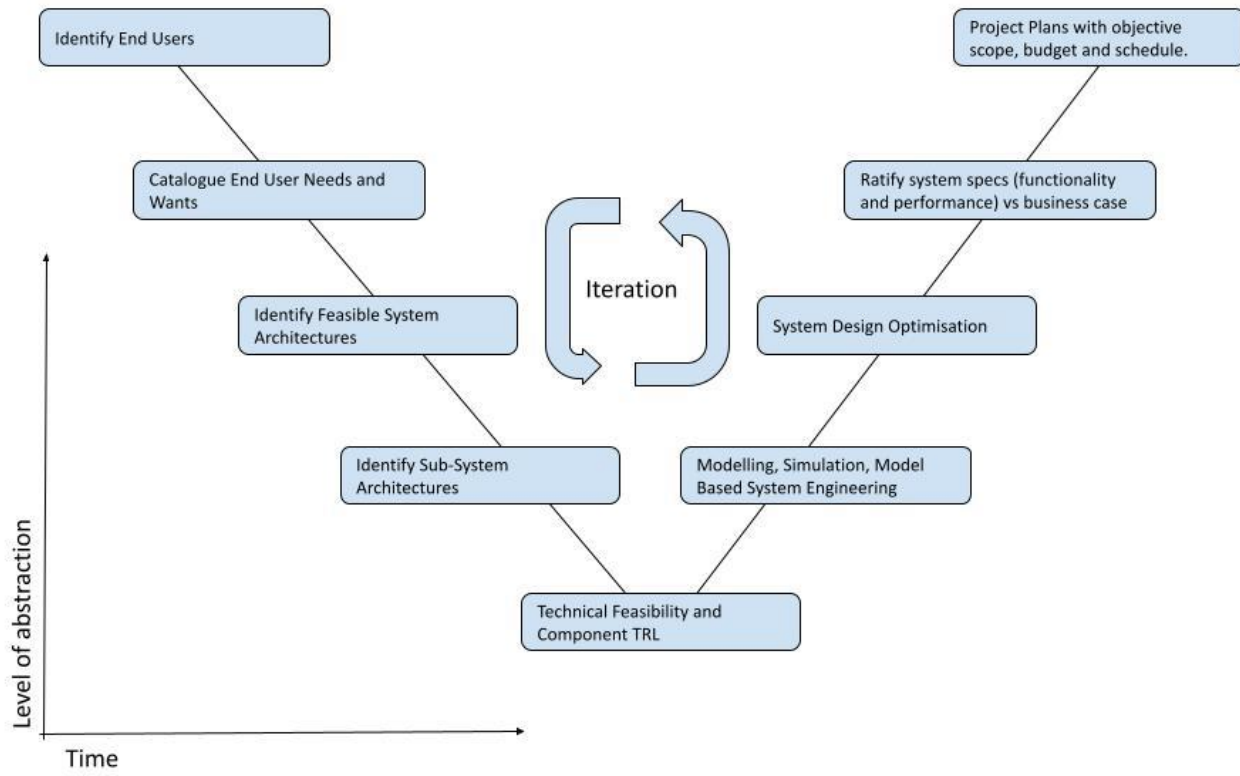 Identify End Users
Project Plans with objective
scope, budget and schedule.
Catalogue End User Needs and
Wants
Ratify system specs (functionality
and performance) vs business case
Iteration
Identify Feasible System
Architectures
System Design Optimisation
Identify Sub-System
Architectures
Modelling, Simulation, Model
Based System Engineering
Technical Feasibility and
Component TRL
Level of abstraction
Time